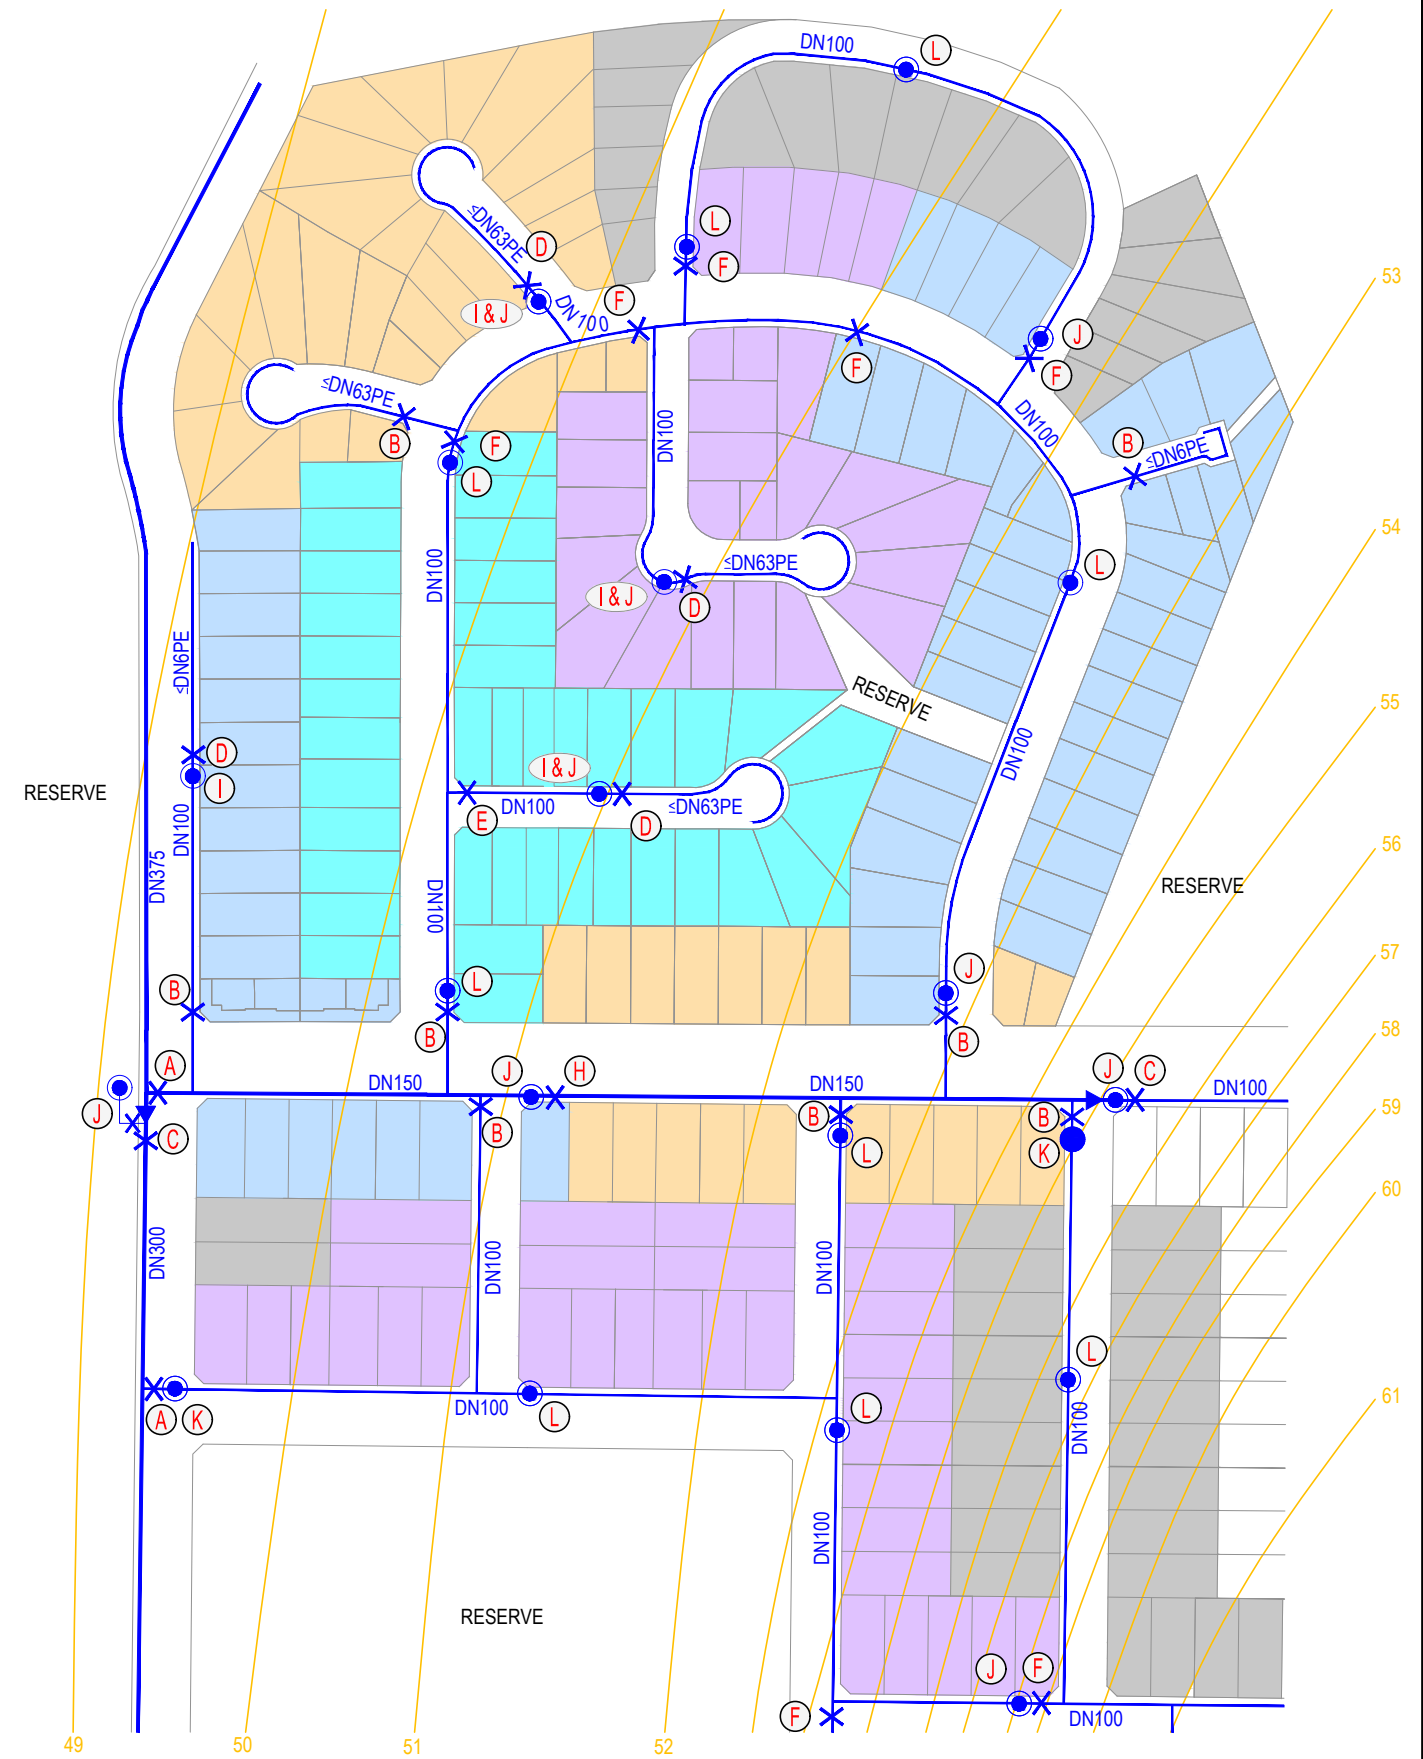 DN100
L
≤DN63PE
D
L
F
53
I & J
DN100
F
J
F
F
≤DN63PE
B
F
L
DN100
DN100
B
≤DN6PE
54
DN100
≤DN63PE
L
I & J
D
≤DN6PE
RESERVE
55
DN100
D
I
RESERVE
I & J
DN100
≤DN63PE
E
D
DN100
56
DN375
DN100
RESERVE
57
B
L
J
58
B
B
A
J
H
J
C
DN150
DN150
DN100
J
C
B
B
L
B
K
59
60
DN300
DN100
DN100
L
61
A
K
DN100
L
L
DN100
DN100
RESERVE
J
F
F
DN100
49
50
51
52